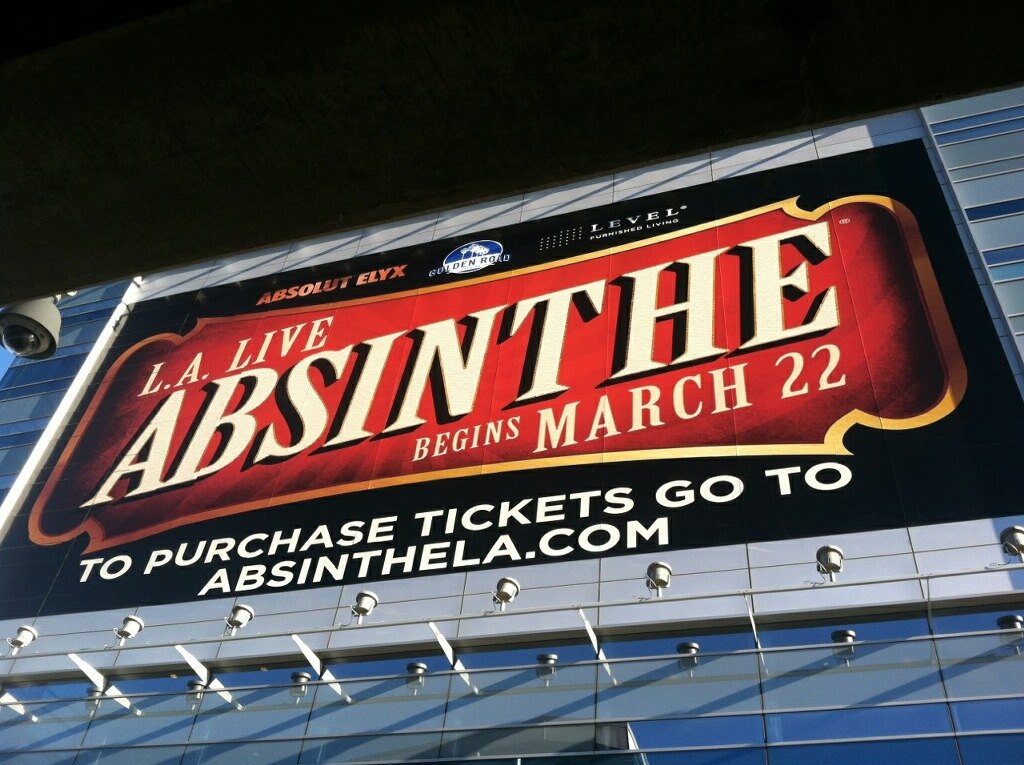 ABSOLUT ELYX
GOLDEN ROAD
LEVEL®
FURNISHED LIVING
L.A. LIVE
ABSINTHE®
BEGINS MARCH 22
TO PURCHASE TICKETS GO TO
ABSINTHELA.COM